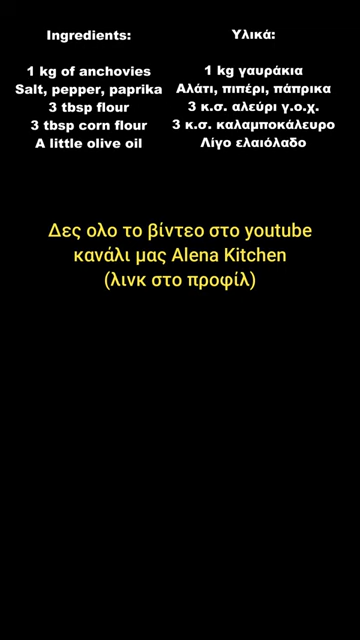 Ingredients:
1 kg of anchovies
Salt, pepper, paprika
3 tbsp flour
3 tbsp corn flour
A little olive oil
Υλικά:
1 kg γαυράκια
Αλάτι, πιπέρι, πάπρικα
3 κ.σ. αλεύρι γ.ο.χ.
3 κ.σ. καλαμποκάλευρο
Λίγο ελαιόλαδο
Δες ολο το βίντεο στο youtube
κανάλι μας Alena Kitchen
(λινκ στο προφίλ)